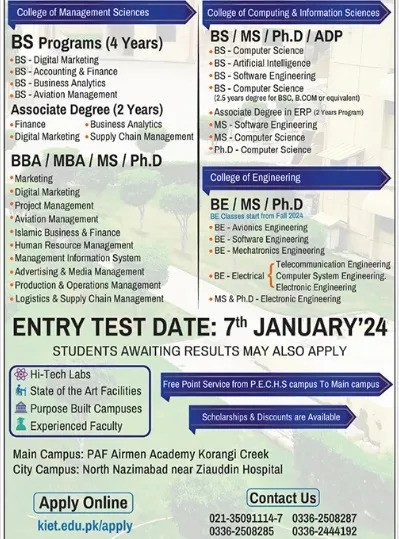 College of Management Sciences
BS Programs (4 Years)
• BS - Digital Marketing
• BS - Accounting & Finance
• BS - Business Analytics
• BS - Aviation Management
Associate Degree (2 Years)
• Finance • Business Analytics
• Digital Marketing • Supply Chain Management
BBA / MBA / MS / Ph.D
• Marketing
• Digital Marketing
• Project Management
• Aviation Management
• Islamic Business & Finance
• Human Resource Management
• Management Information System
• Advertising & Media Management
• Production & Operations Management
• Logistics & Supply Chain Management
College of Computing & Information Sciences
BS / MS / Ph.D / ADP
• BS - Computer Science
• BS - Artificial Intelligence
• BS - Software Engineering
• BS - Computer Science
(2.5 years degree for BSC, B.COM or equivalent)
• Associate Degree in ERP (2 Years Program)
• MS - Software Engineering
• MS - Computer Science
• Ph.D - Computer Science
College of Engineering
BE / MS / Ph.D
BE Classes start from Fall 2024
• BE - Avionics Engineering
• BE - Software Engineering
• BE - Mechatronics Engineering
• BE - Electrical { Telecommunication Engineering
Computer System Engineering.
Electronic Engineering
• MS & Ph.D - Electronic Engineering
ENTRY TEST DATE: 7th JANUARY'24
STUDENTS AWAITING RESULTS MAY ALSO APPLY
Hi-Tech Labs
State of the Art Facilities
Purpose Built Campuses
Experienced Faculty
Free Point Service from P.E.C.H.S campus To Main campus
Scholarships & Discounts are Available
Main Campus: PAF Airmen Academy Korangi Creek
City Campus: North Nazimabad near Ziauddin Hospital
Apply Online
kiet.edu.pk/apply
Contact Us
021-35091114-7 0336-2508287
0336-2508285 0336-2444192